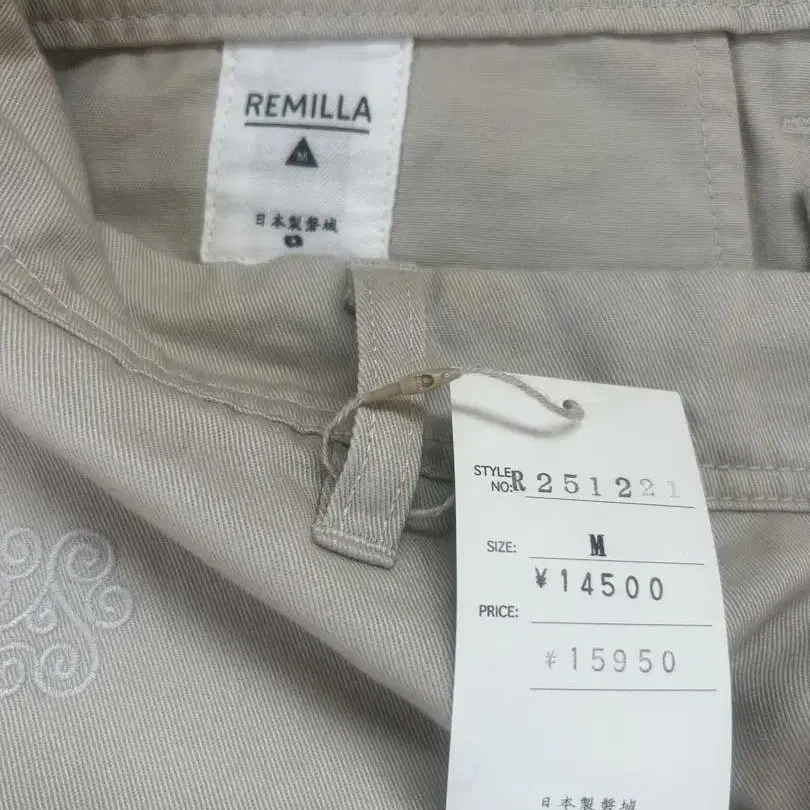 REMILLA
M
日本製磐城
STYLE
NO: R251221
SIZE: M
¥14500
PRICE:
¥15950
日本製磐城